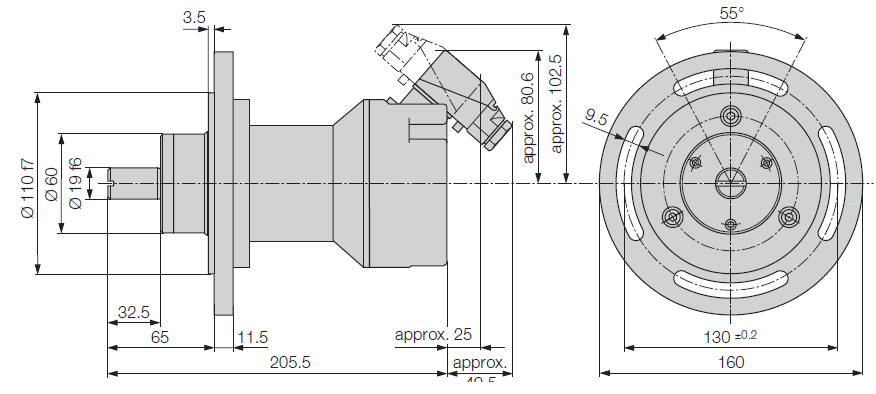 3.5
55°
Ø 110 f7
Ø 60
Ø 19 f6
approx. 80.6
approx. 102.5
9.5
32.5
65
11.5
approx. 25
205.5
approx.
130 ±0.2
160